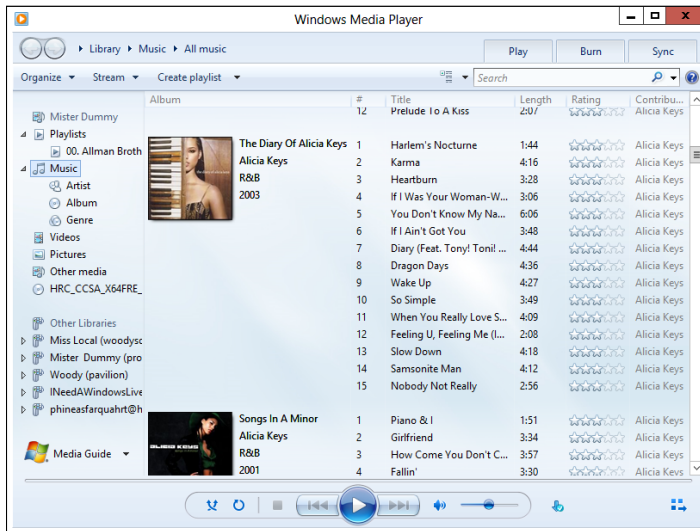 Windows Media Player
Library ▸ Music ▸ All music
Play Burn Sync
Organize Stream Create playlist Search
Album # Title Length Rating Contribu...
Mister Dummy
Playlists
00. Allman Broth
Music
Artist
Album
Genre
Videos
Pictures
Other media
HRC_CCSA_X64FRE_
Other Libraries
Miss Local (woodysc
Mister Dummy (pro
Woody (pavilion)
INeedAWindowsLive
phineasfarquahrt@h
Media Guide
12 Prelude To A Kiss 2:07 Alicia Keys
The Diary Of Alicia Keys
Alicia Keys
R&B
2003
1 Harlem's Nocturne 1:44 Alicia Keys
2 Karma 4:16 Alicia Keys
3 Heartburn 3:28 Alicia Keys
4 If I Was Your Woman-W... 3:06 Alicia Keys
5 You Don't Know My Na... 6:06 Alicia Keys
6 If I Ain't Got You 3:48 Alicia Keys
7 Diary (Feat. Tony! Toni! ... 4:44 Alicia Keys
8 Dragon Days 4:36 Alicia Keys
9 Wake Up 4:27 Alicia Keys
10 So Simple 3:49 Alicia Keys
11 When You Really Love S... 4:09 Alicia Keys
12 Feeling U, Feeling Me (I... 2:08 Alicia Keys
13 Slow Down 4:18 Alicia Keys
14 Samsonite Man 4:12 Alicia Keys
15 Nobody Not Really 2:56 Alicia Keys
ALICIA KEYS
Songs In A Minor
Alicia Keys
R&B
2001
1 Piano & I 1:51 Alicia Keys
2 Girlfriend 3:34 Alicia Keys
3 How Come You Don't C... 3:57 Alicia Keys
4 Fallin' 3:30 Alicia Keys